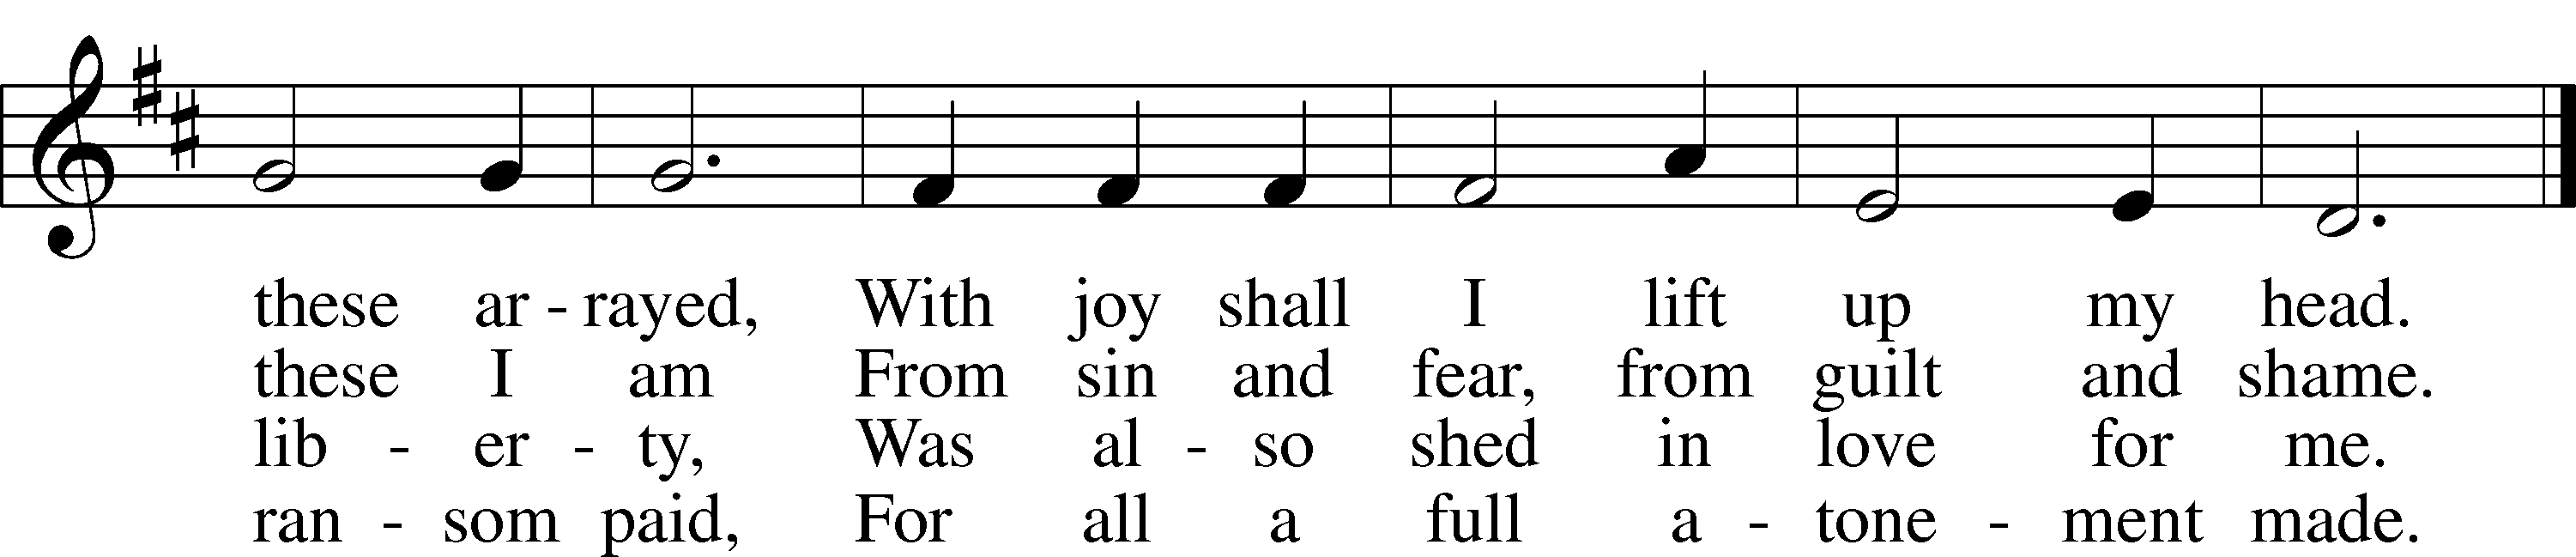 these ar - rayed, With joy shall I lift up my head.
these I am From sin and fear, from guilt and shame.
lib - er - ty, Was al - so shed in love for me.
ran - som paid, For all a full a - tone - ment made.